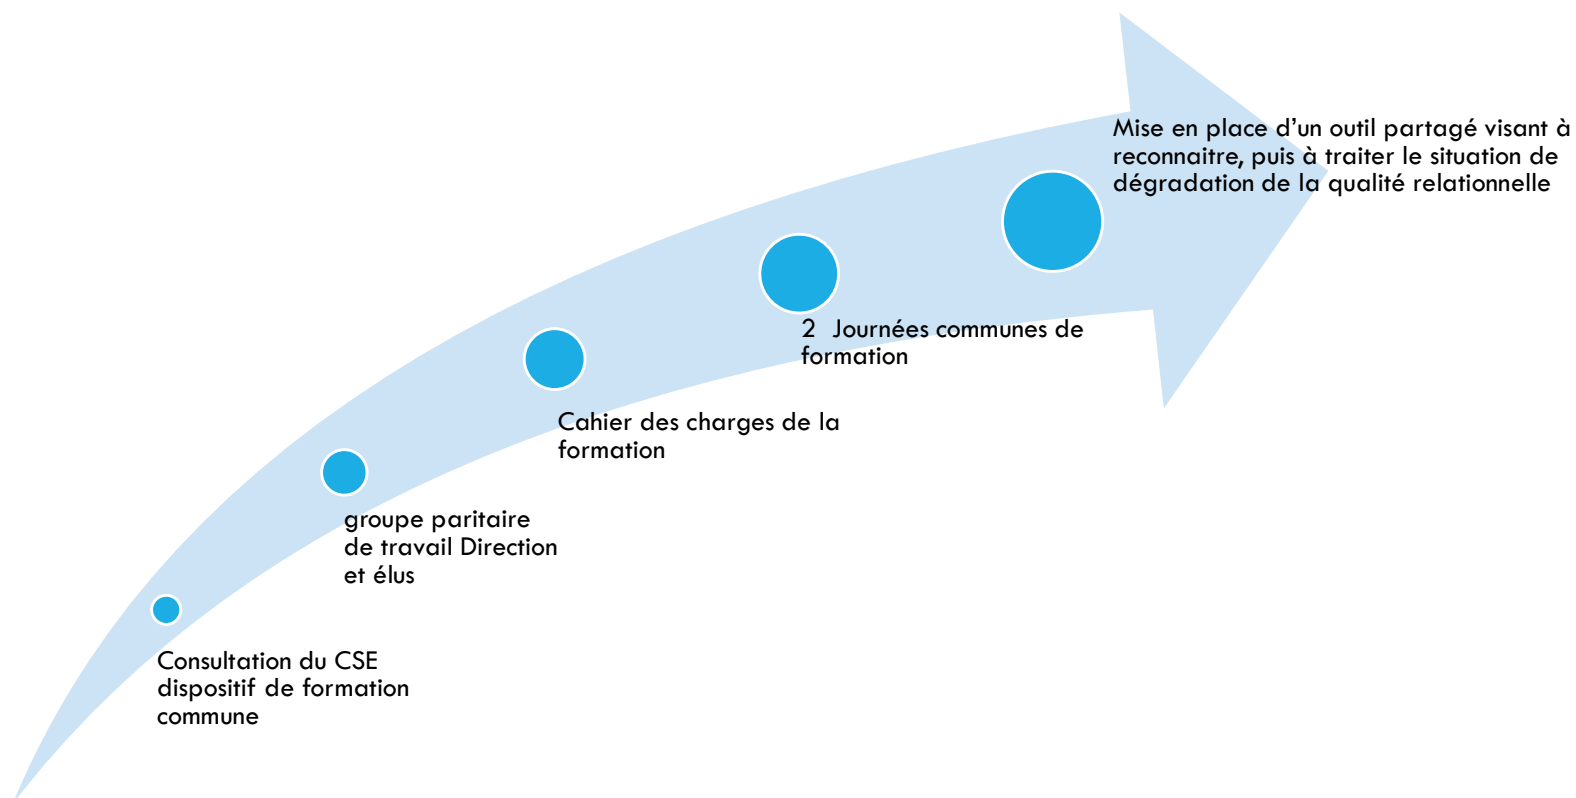 Mise en place d’un outil partagé visant à
reconnaitre, puis à traiter le situation de
dégradation de la qualité relationnelle
2  Journées communes de
formation
Cahier des charges de la
formation
groupe paritaire
de travail Direction
et élus
Consultation du CSE
dispositif de formation
commune